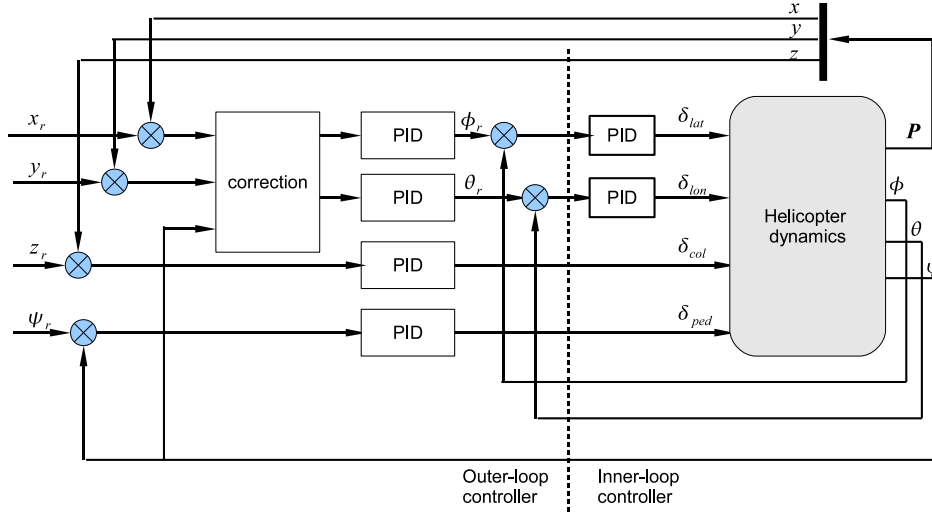 x
y
z
x_r
y_r
z_r
ψ_r
correction
PID
PID
PID
PID
ϕ_r
θ_r
PID
PID
δ_lat
δ_lon
δ_col
δ_ped
Helicopter
dynamics
P
ϕ
θ
Outer-loop
controller
Inner-loop
controller